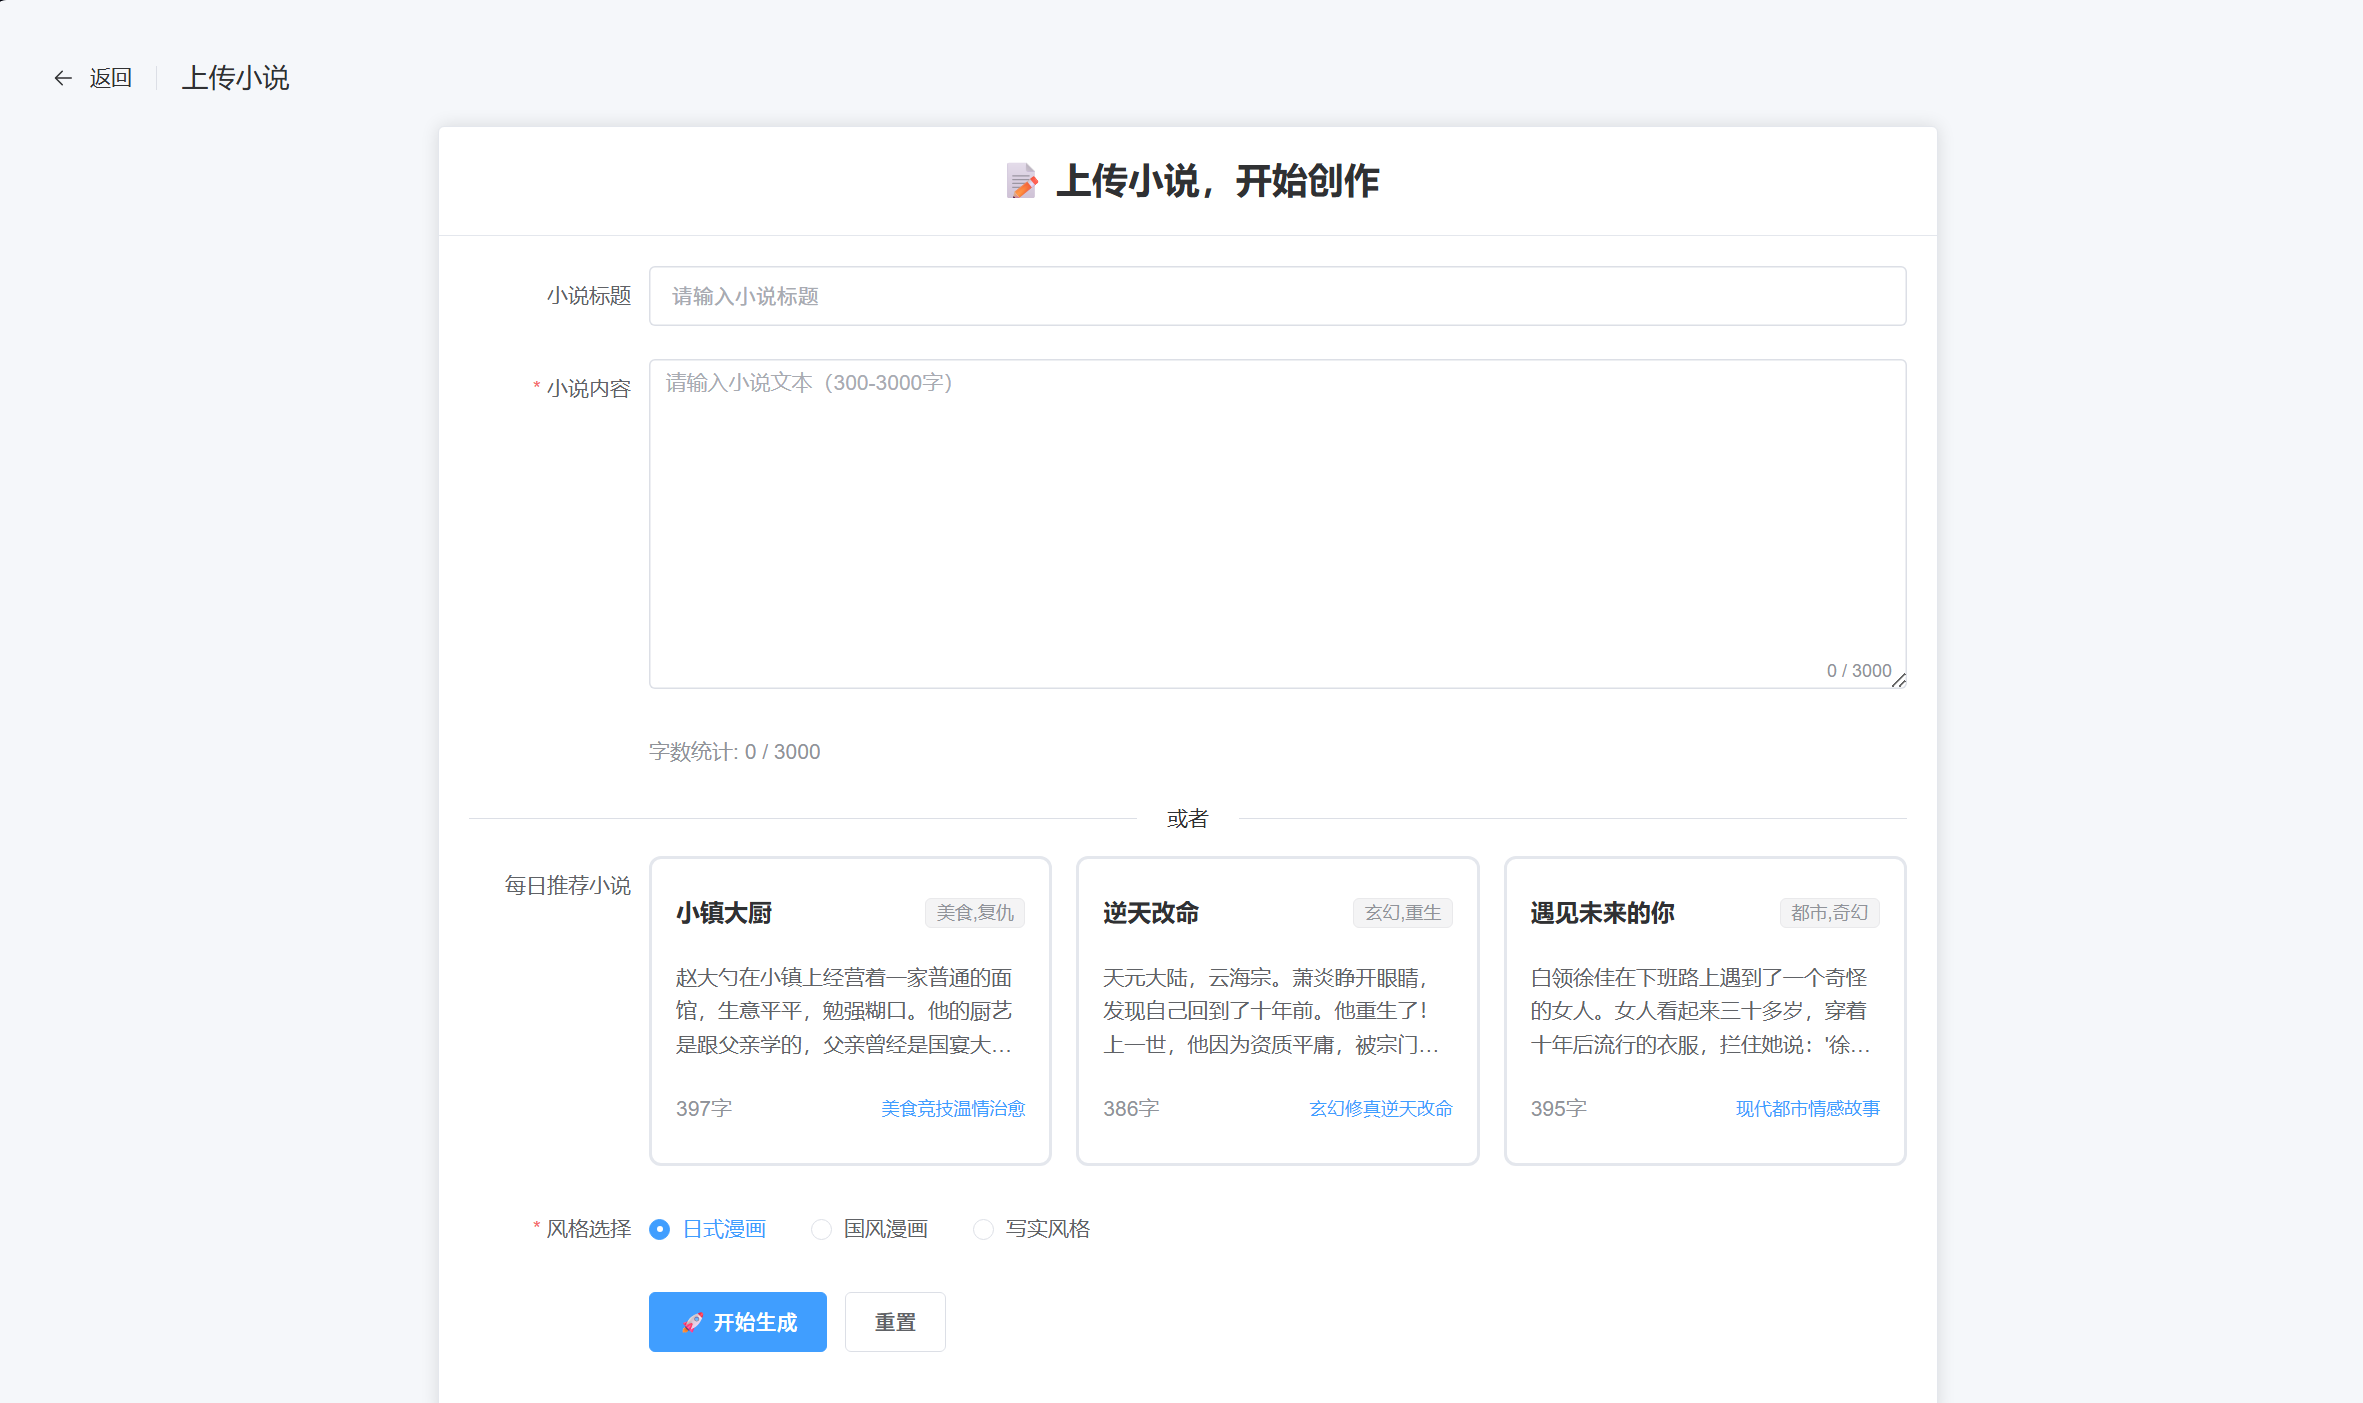 返回
上传小说
上传小说，开始创作
小说标题
请输入小说标题
* 小说内容
请输入小说文本（300-3000字）
0 / 3000
字数统计: 0 / 3000
或者
每日推荐小说
小镇大厨
美食,复仇
赵大勺在小镇上经营着一家普通的面
馆，生意平平，勉强糊口。他的厨艺
是跟父亲学的，父亲曾经是国宴大...
397字
美食竞技温情治愈
逆天改命
玄幻,重生
天元大陆，云海宗。萧炎睁开眼睛，
发现自己回到了十年前。他重生了！
上一世，他因为资质平庸，被宗门...
386字
玄幻修真逆天改命
遇见未来的你
都市,奇幻
白领徐佳在下班路上遇到了一个奇怪
的女人。女人看起来三十多岁，穿着
十年后流行的衣服，拦住她说：'徐...
395字
现代都市情感故事
* 风格选择
日式漫画
国风漫画
写实风格
开始生成
重置